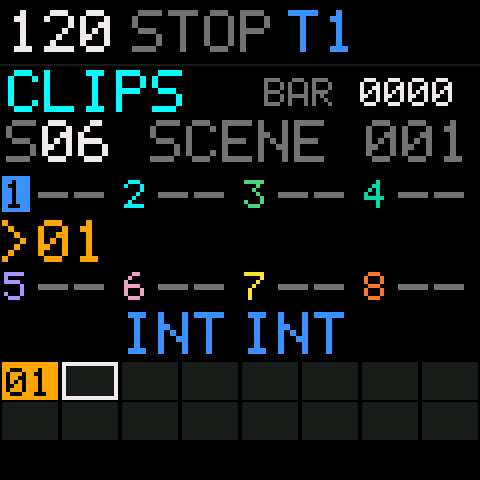 120 STOP T1
CLIPS BAR 0000
S06 SCENE 001
1 -- 2 -- 3 -- 4 --
>01
5 -- 6 -- 7 -- 8 --
INT INT
01